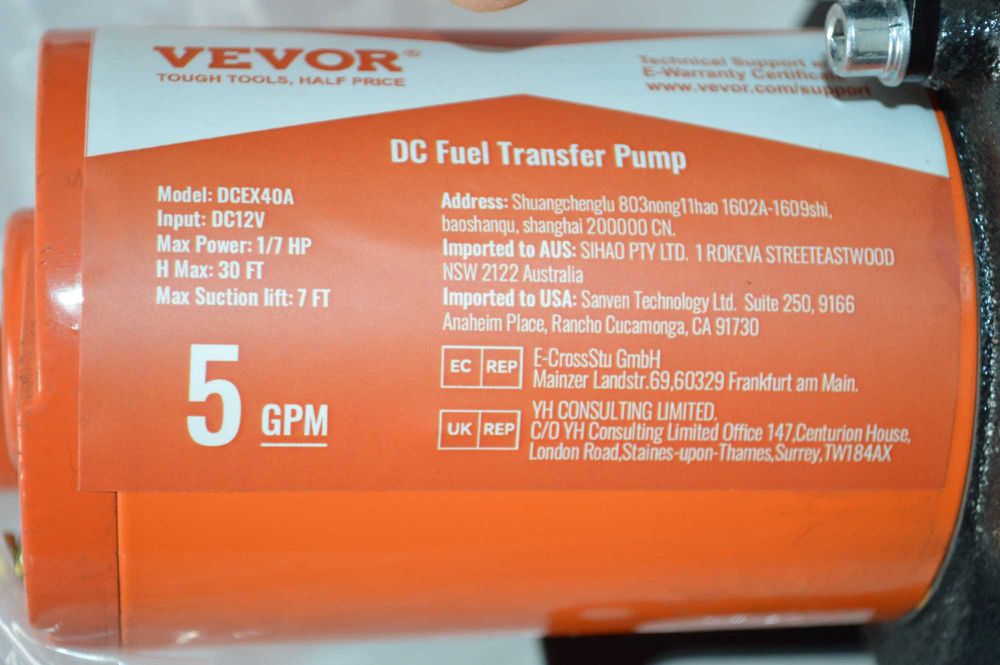 VEVOR®
TOUGH TOOLS, HALF PRICE
Technical Support
E-Warranty
www.vevor.com/support
DC Fuel Transfer Pump
Model: DCEX40A
Input: DC12V
Max Power: 1/7 HP
H Max: 30 FT
Max Suction lift: 7 FT
5 GPM
Address: Shuangchenglu 803nong11hao 1602A-1609shi,
baoshanqu, shanghai 200000 CN.
Imported to AUS: SIHAO PTY LTD. 1 ROKEVA STREETEASTWOOD
NSW 2122 Australia
Imported to USA: Sanven Technology Ltd. Suite 250, 9166
Anaheim Place, Rancho Cucamonga, CA 91730
EC REP
E-CrossStu GmbH
Mainzer Landstr.69,60329 Frankfurt am Main.
UK REP
YH CONSULTING LIMITED.
C/O YH Consulting Limited Office 147,Centurion House,
London Road,Staines-upon-Thames,Surrey,TW184AX